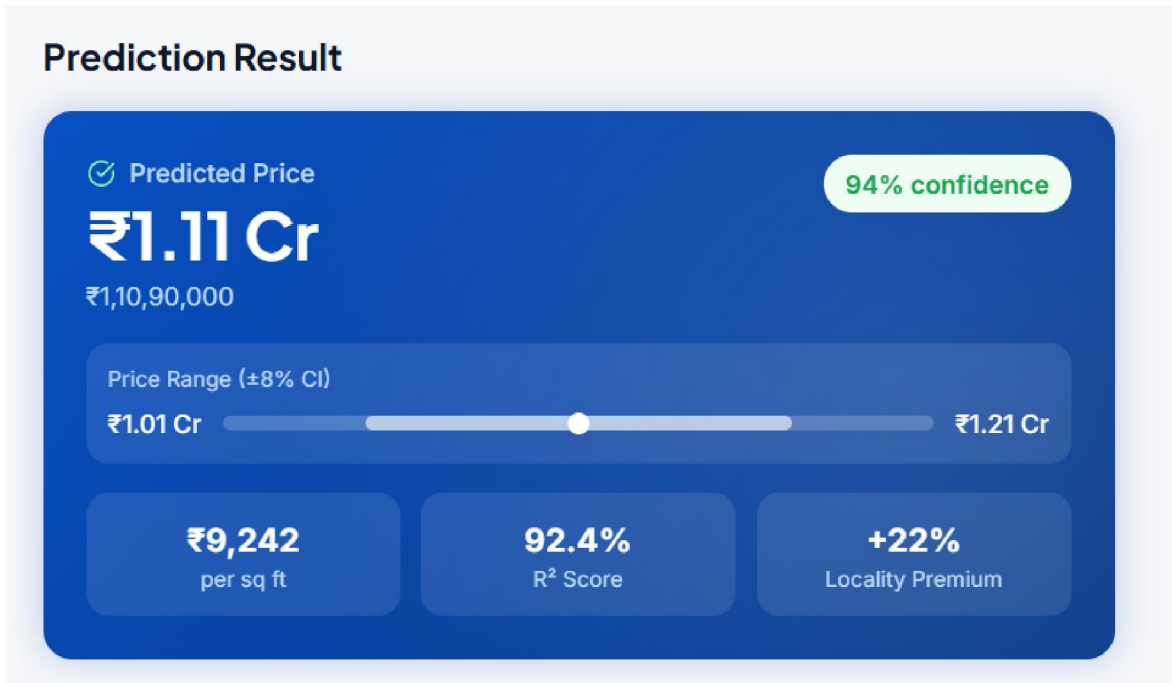 Prediction Result
Predicted Price
94% confidence
₹1.11 Cr
₹1,10,90,000
Price Range (±8% CI)
₹1.01 Cr
₹1.21 Cr
₹9,242
per sq ft
92.4%
R² Score
+22%
Locality Premium